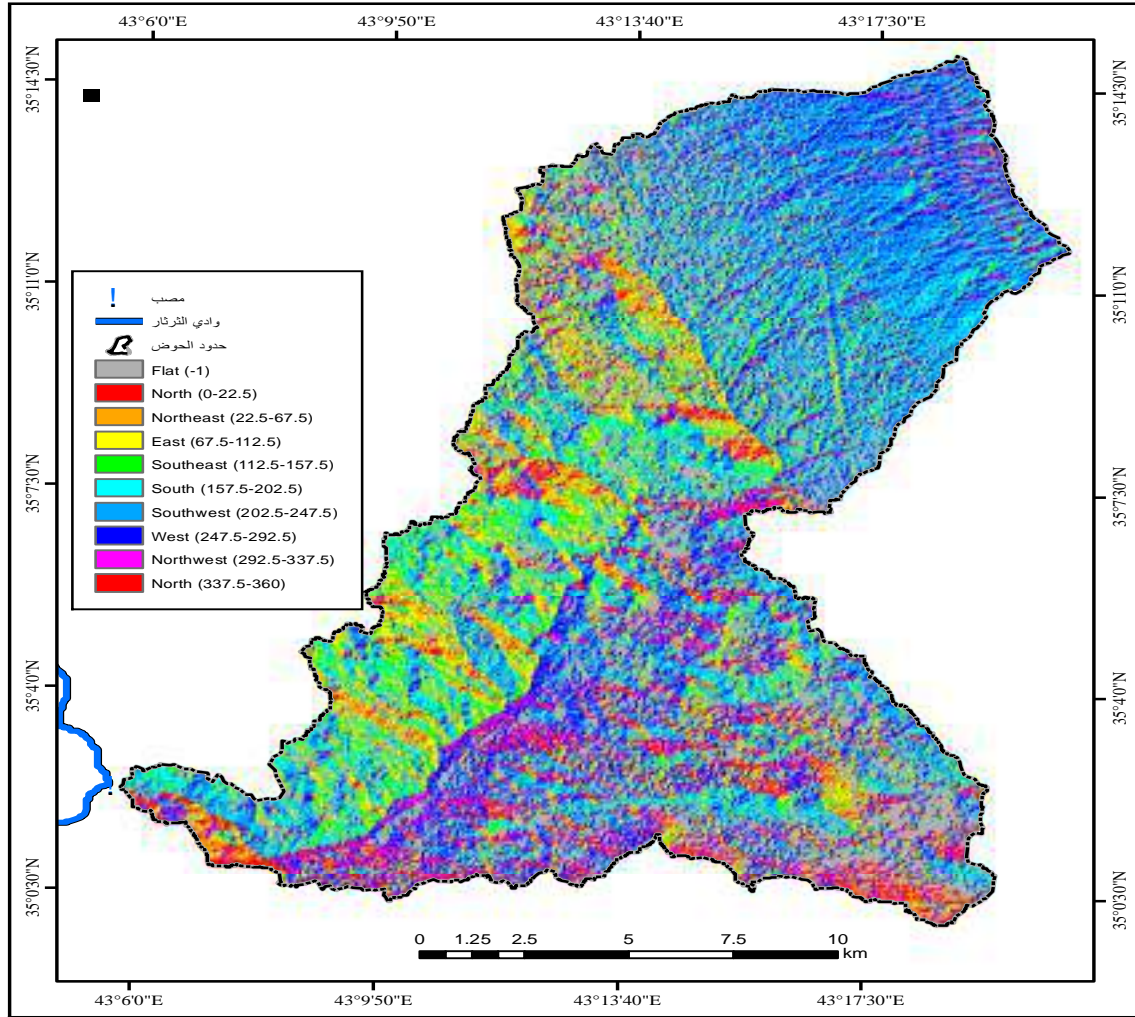 43°6'0"E 43°9'50"E 43°13'40"E 43°17'30"E
35°14'30"N 35°14'30"N
35°11'0"N 35°11'0"N
35°7'30"N 35°7'30"N
35°4'0"N 35°4'0"N
35°0'30"N 35°0'30"N
!
مصب
وادي الثرثار
حدود الحوض
Flat (-1)
North (0-22.5)
Northeast (22.5-67.5)
East (67.5-112.5)
Southeast (112.5-157.5)
South (157.5-202.5)
Southwest (202.5-247.5)
West (247.5-292.5)
Northwest (292.5-337.5)
North (337.5-360)
0 1.25 2.5 5 7.5 10
km
43°6'0"E 43°9'50"E 43°13'40"E 43°17'30"E